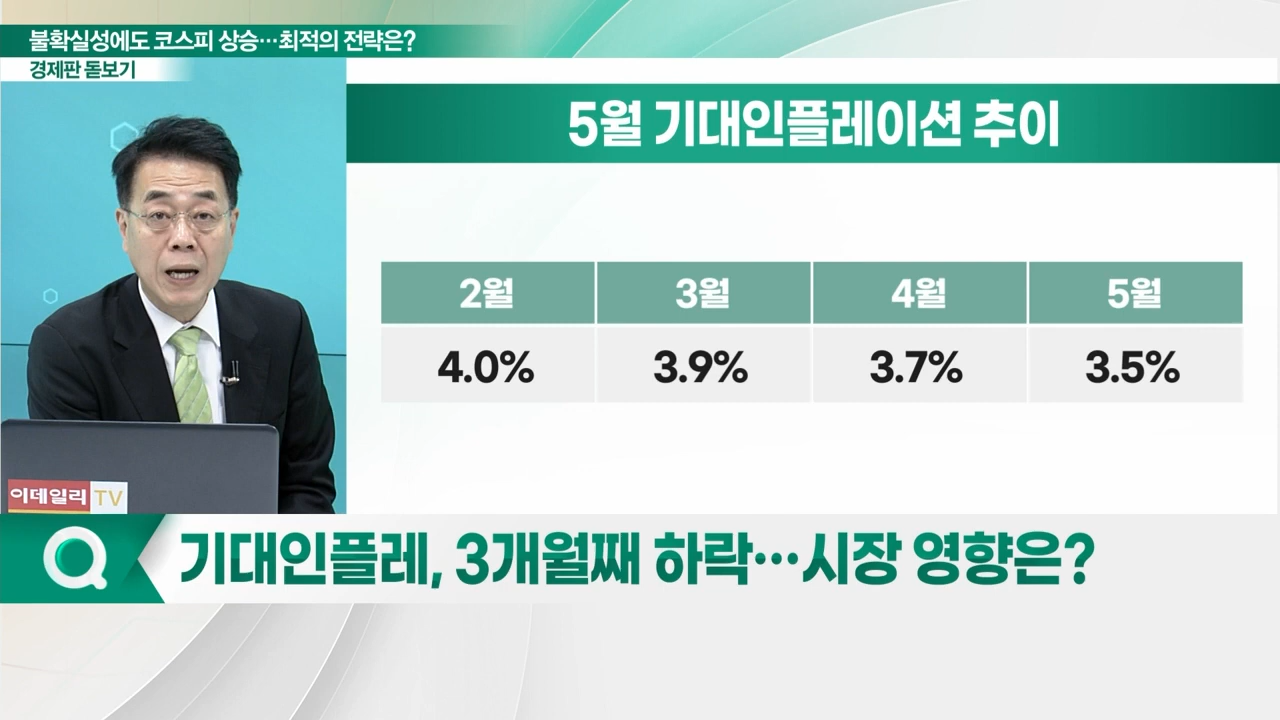 불확실성에도 코스피 상승…최적의 전략은?
경제판 돋보기
5월 기대인플레이션 추이
2월 3월 4월 5월
4.0% 3.9% 3.7% 3.5%
이데일리 TV
기대인플레, 3개월째 하락…시장 영향은?